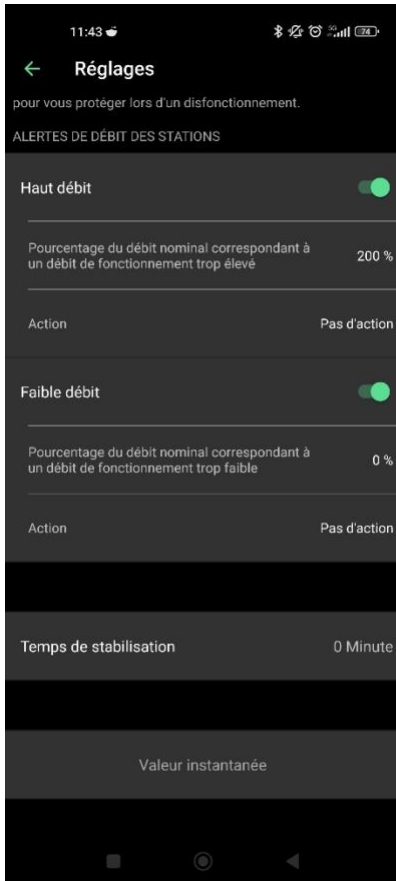 11:43
5G
74
Réglages
pour vous protéger lors d'un disfonctionnement.
ALERTES DE DÉBIT DES STATIONS
Haut débit
Pourcentage du débit nominal correspondant à
un débit de fonctionnement trop élevé
200 %
Action
Pas d'action
Faible débit
Pourcentage du débit nominal correspondant à
un débit de fonctionnement trop faible
0 %
Action
Pas d'action
Temps de stabilisation
0 Minute
Valeur instantanée